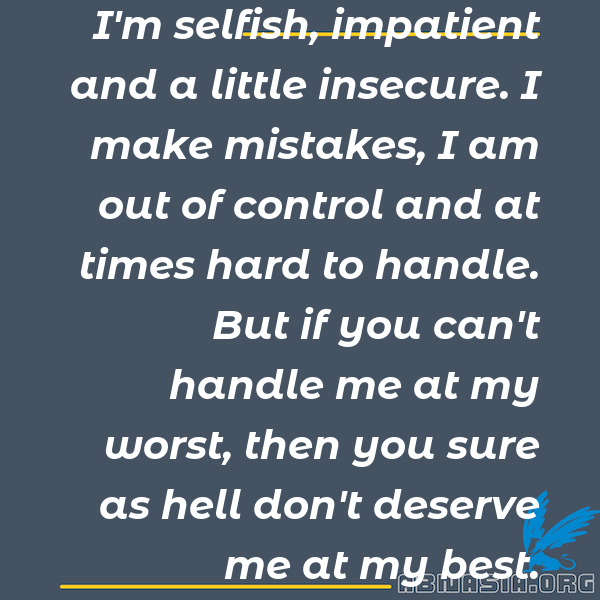 I'm selfish, impatient
and a little insecure. I
make mistakes, I am
out of control and at
times hard to handle.
But if you can't
handle me at my
worst, then you sure
as hell don't deserve
me at my best.
ABMASIA.ORG